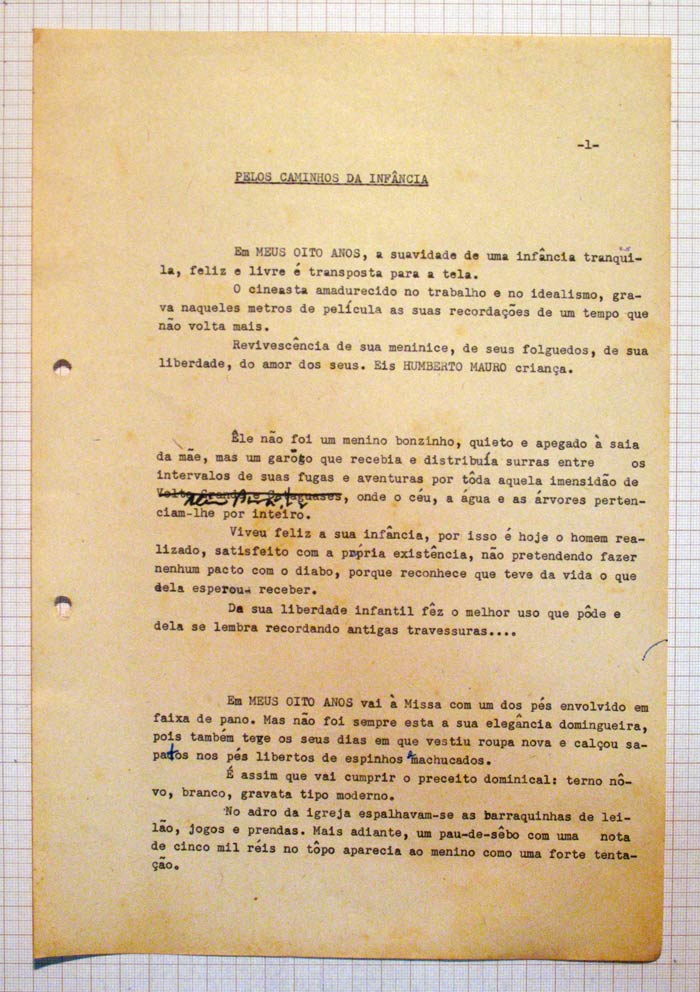 -1-
PELOS CAMINHOS DA INFÂNCIA
Em MEUS OITO ANOS, a suavidade de uma infância tranqüi-
la, feliz e livre é transposta para a tela.
O cineasta amadurecido no trabalho e no idealismo, gra-
va naqueles metros de película as suas recordações de um tempo que
não volta mais.
Revivescência de sua meninice, de seus folguedos, de sua
liberdade, do amor dos seus. Eis HUMBERTO MAURO criança.
Êle não foi um menino bonzinho, quieto e apegado à saia
da mãe, mas um garôto que recebia e distribuía surras entre os
intervalos de suas fugas e aventuras por tôda aquela imensidão de
Volta Grande e Cataguases, onde o céu, a água e as árvores perten-
ciam-lhe por inteiro.
Viveu feliz a sua infância, por isso é hoje o homem rea-
lizado, satisfeito com a própria existência, não pretendendo fazer
nenhum pacto com o diabo, porque reconhece que teve da vida o que
dela esperou receber.
Da sua liberdade infantil fêz o melhor uso que pôde e
dela se lembra recordando antigas travessuras....
Em MEUS OITO ANOS vai à Missa com um dos pés envolvido em
faixa de pano. Mas não foi sempre esta a sua elegância domingueira,
pois também teve os seus dias em que vestiu roupa nova e calçou sa-
patos nos pés libertos de espinhos e machucados.
É assim que vai cumprir o preceito dominical: terno nô-
vo, branco, gravata tipo moderno.
No adro da igreja espalhavam-se as barraquinhas de lei-
lão, jogos e prendas. Mais adiante, um pau-de-sêbo com uma nota
de cinco mil réis no tôpo aparecia ao menino como uma forte tenta-
ção.